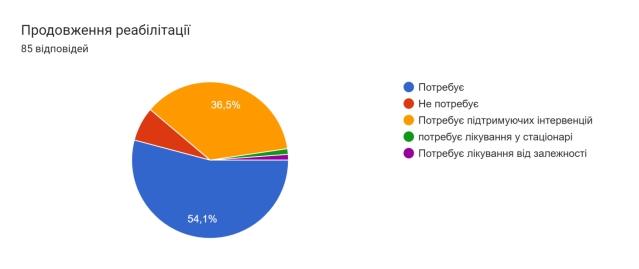 Продовження реабілітації
85 відповідей
36,5%
54,1%
Потребує
Не потребує
Потребує підтримуючих інтервенцій
потребує лікування у стаціонарі
Потребує лікування від залежності